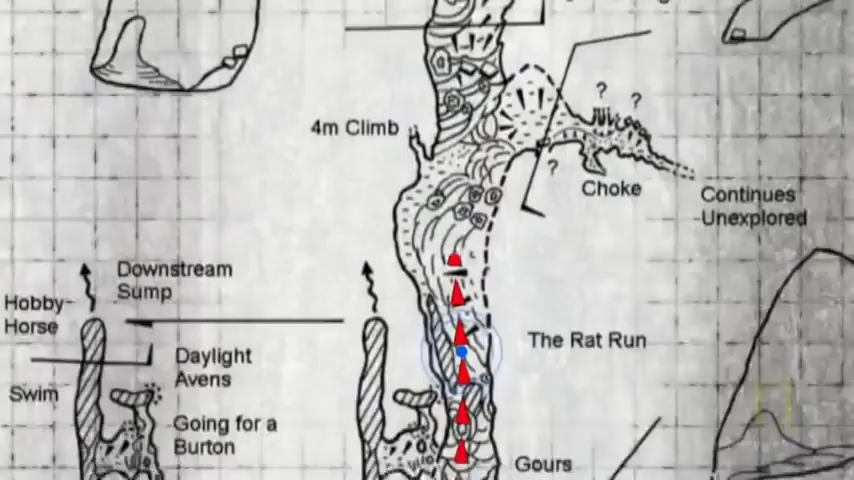 ?
?
4m Climb
?
Choke
Continues
Unexplored
Downstream
Sump
Hobby-
Horse
The Rat Run
Daylight
Avens
Swim
Going for a
Burton
Gours